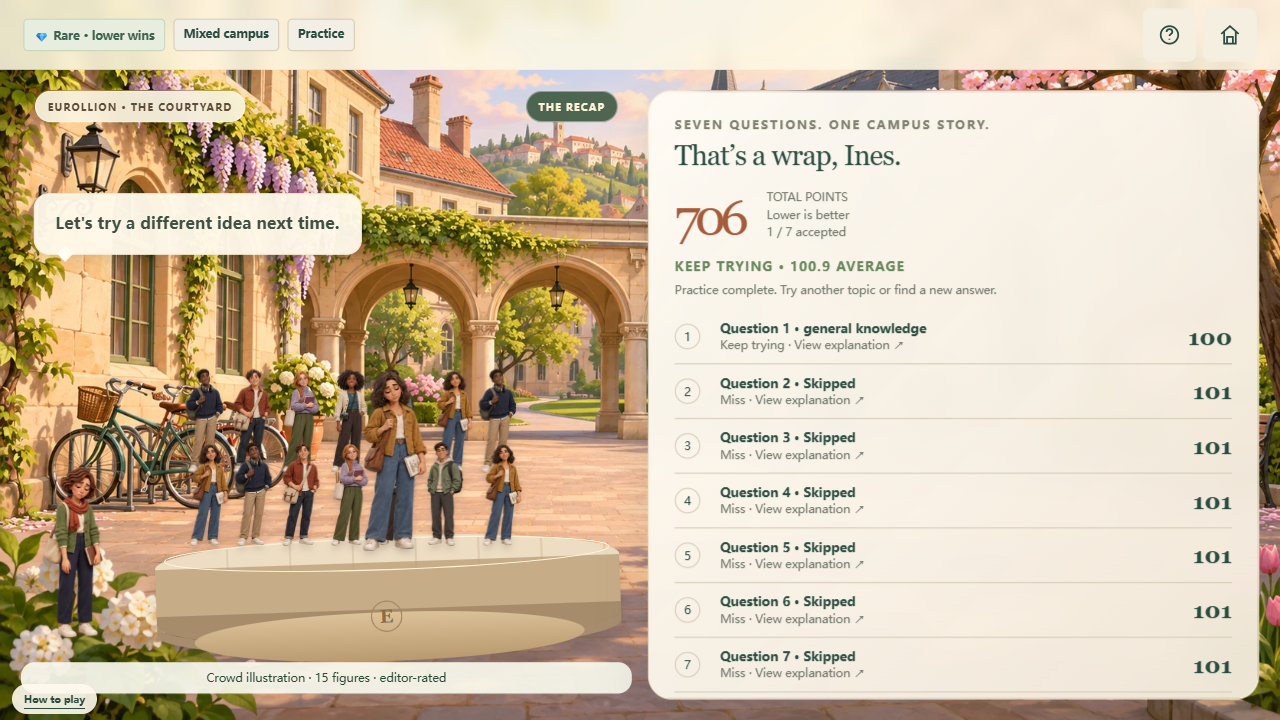 Rare • lower wins
Mixed campus
Practice
EUROLLION • THE COURTYARD
THE RECAP
Let's try a different idea next time.
E
Crowd illustration · 15 figures · editor-rated
How to play
SEVEN QUESTIONS. ONE CAMPUS STORY.
That’s a wrap, Ines.
706
TOTAL POINTS
Lower is better
1 / 7 accepted
KEEP TRYING • 100.9 AVERAGE
Practice complete. Try another topic or find a new answer.
1
Question 1 • general knowledge
Keep trying · View explanation ↗
100
2
Question 2 • Skipped
Miss · View explanation ↗
101
3
Question 3 • Skipped
Miss · View explanation ↗
101
4
Question 4 • Skipped
Miss · View explanation ↗
101
5
Question 5 • Skipped
Miss · View explanation ↗
101
6
Question 6 • Skipped
Miss · View explanation ↗
101
7
Question 7 • Skipped
Miss · View explanation ↗
101